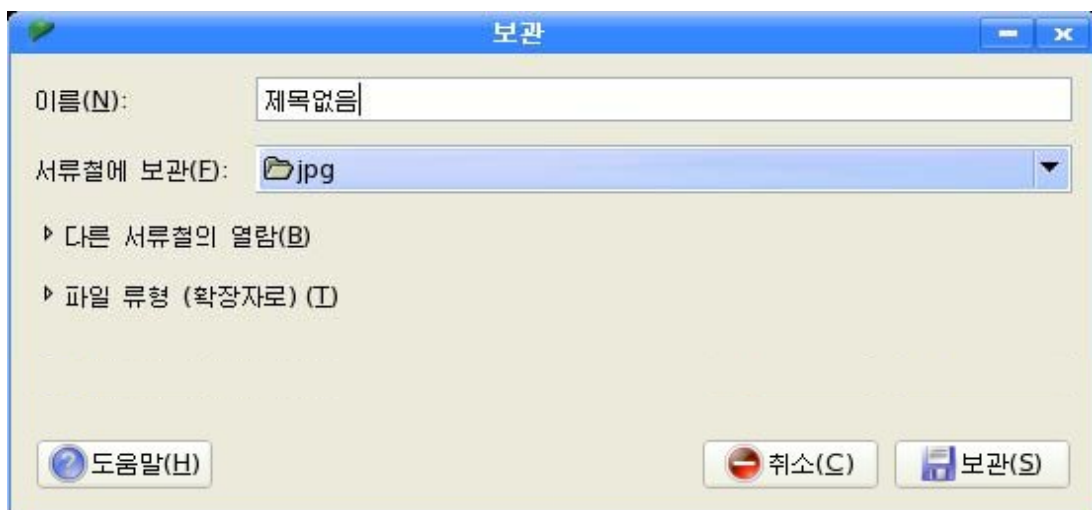 보관
이름(N): 제목없음
서류철에 보관(F): jpg
다른 서류철의 열람(B)
파일 류형 (확장자로) (T)
도움말(H) 취소(C) 보관(S)